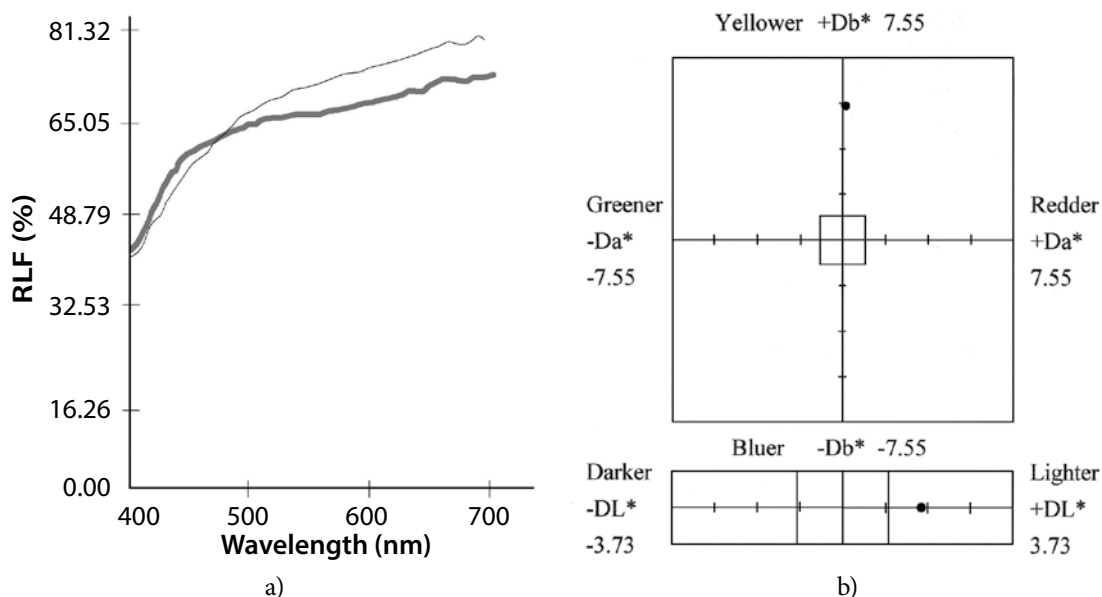 81.32
65.05
48.79
32.53
16.26
0.00
RLF (%)
400 500 600 700
Wavelength (nm)
a)
Yellower +Db* 7.55
Greener
-Da*
-7.55
Redder
+Da*
7.55
Bluer -Db* -7.55
Darker
-DL*
-3.73
Lighter
+DL*
3.73
b)